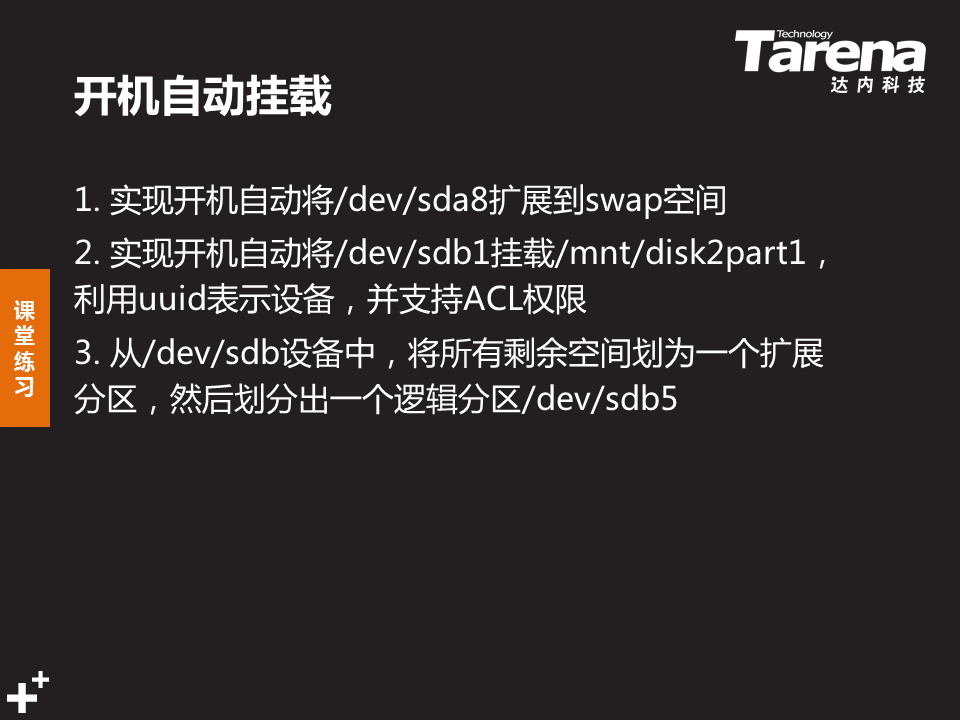 Technology
Tarena
达内科技
开机自动挂载
1. 实现开机自动将/dev/sda8扩展到swap空间
2. 实现开机自动将/dev/sdb1挂载/mnt/disk2part1，
利用uuid表示设备，并支持ACL权限
3. 从/dev/sdb设备中，将所有剩余空间划为一个扩展
分区，然后划分出一个逻辑分区/dev/sdb5
课
堂
练
习